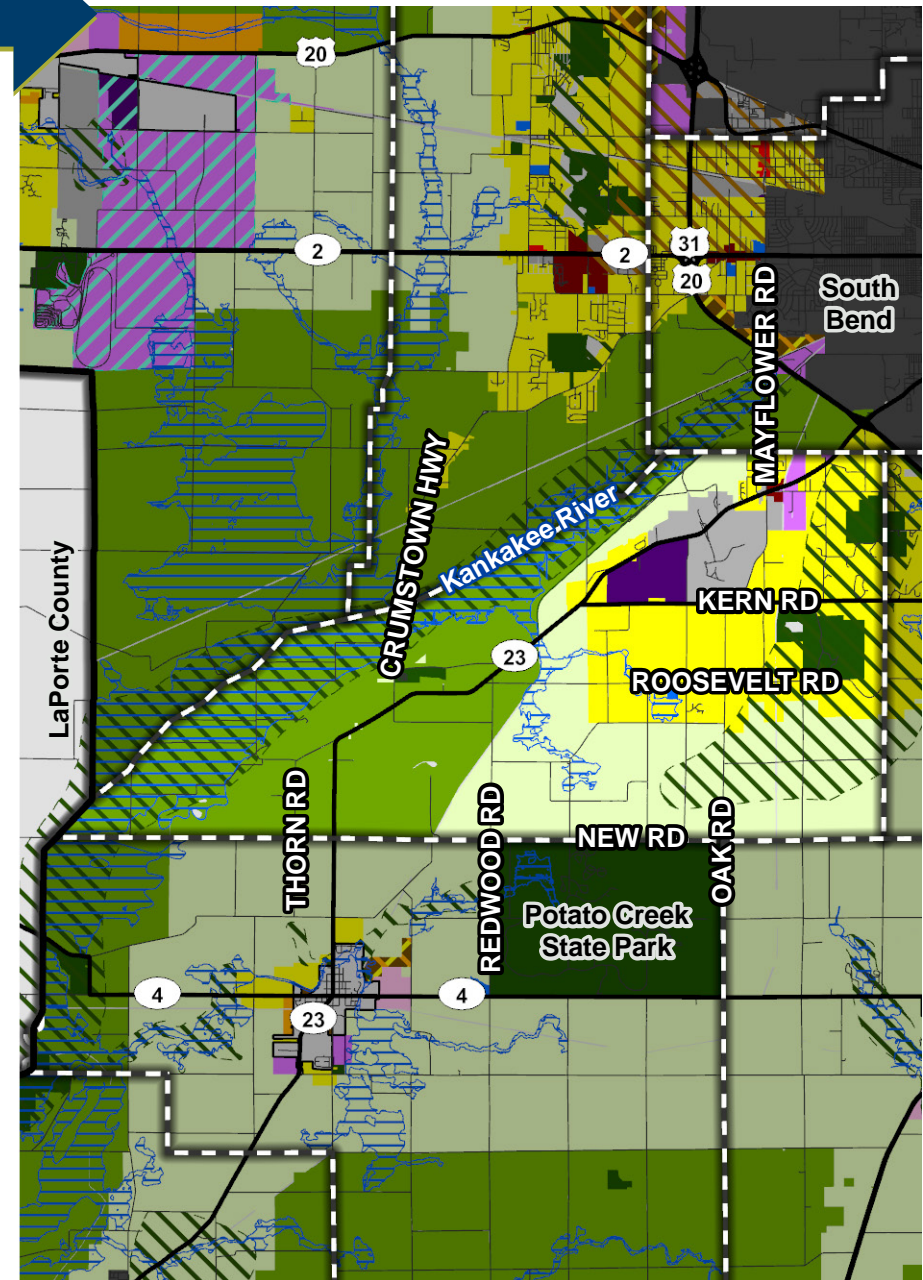 20
2
2
31
20
South
Bend
MAYFLOWER RD
CRUMSTOWN HWY
Kankakee River
LaPorte County
KERN RD
23
ROOSEVELT RD
THORN RD
REDWOOD RD
NEW RD
OAK RD
Potato Creek
State Park
4
4
23